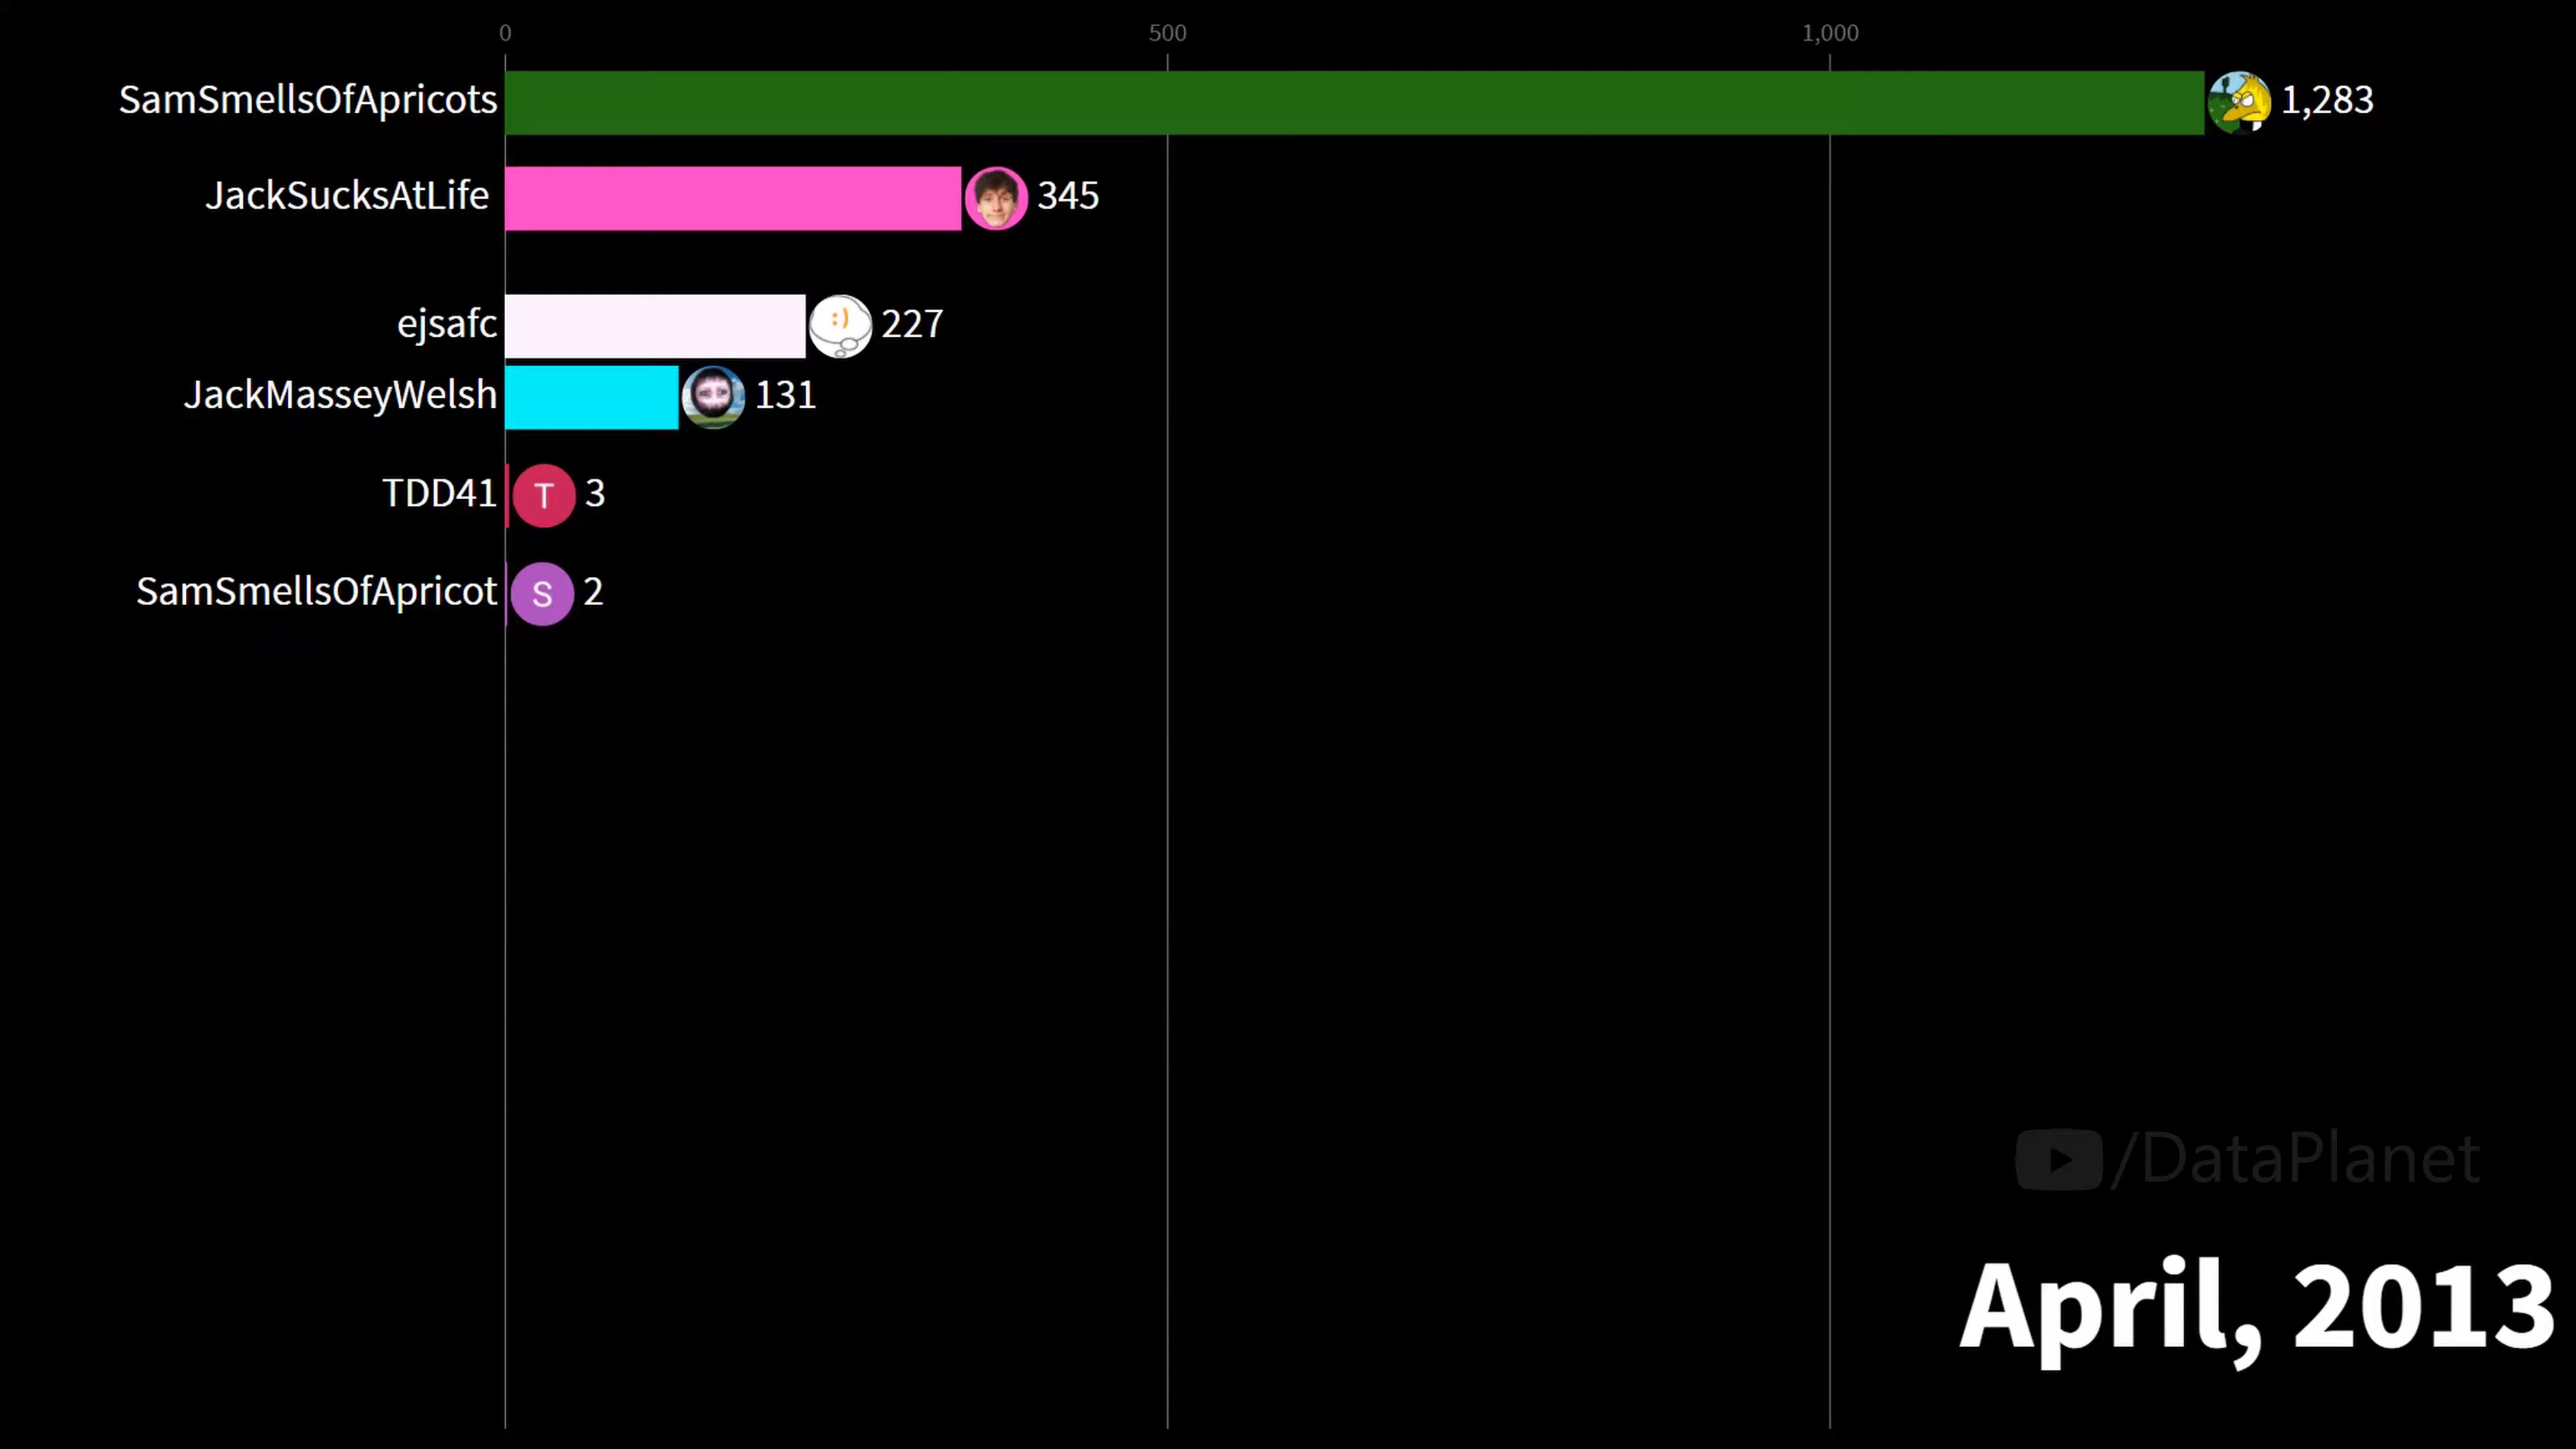 0 500 1,000
SamSmellsOfApricots 1,283
JackSucksAtLife 345
ejsafc :) 227
JackMasseyWelsh 131
TDD41 T 3
SamSmellsOfApricot S 2
/DataPlanet
April, 2013